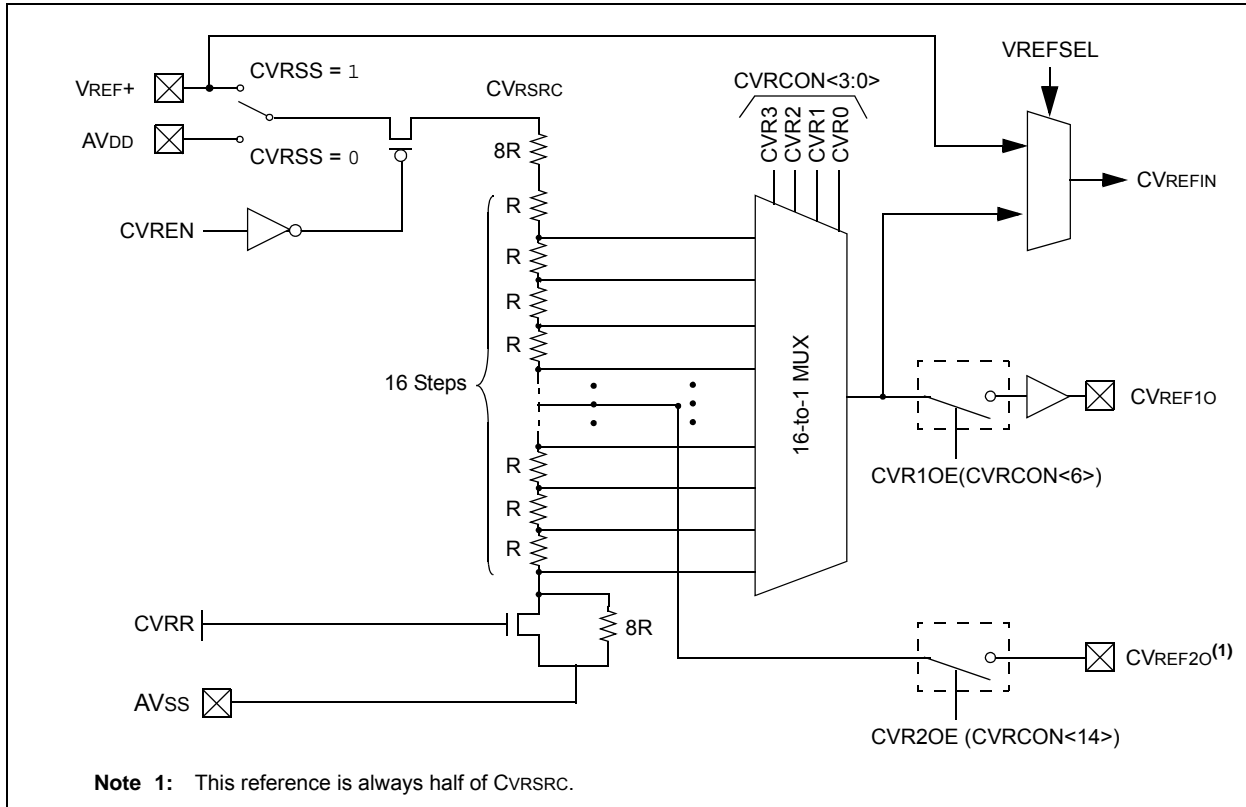 VREFSEL
CVRSS = 1
VREF+
CVRSRC
CVRCON<3:0>
CVR3
CVR2
CVR1
CVR0
AVDD
CVRSS = 0
8R
CVREFIN
CVREN
R
R
R
R
16 Steps
16-to-1 MUX
CVREF1O
R
CVR1OE(CVRCON<6>)
R
R
CVRR
8R
CVREF2O(1)
AVSS
CVR2OE (CVRCON<14>)
Note 1: This reference is always half of CVRSRC.